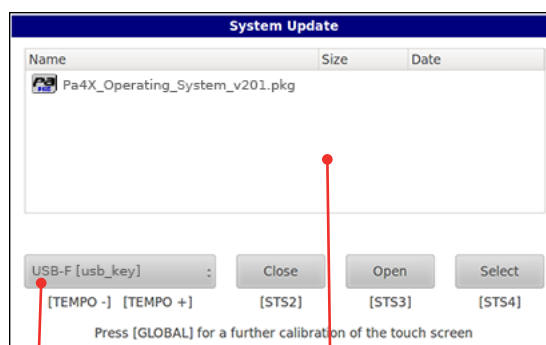 System Update
Name Size Date
Pa4X_Operating_System_v201.pkg
USB-F [usb_key] : Close Open Select
[TEMPO -] [TEMPO +] [STS2] [STS3] [STS4]
Press [GLOBAL] for a further calibration of the touch screen